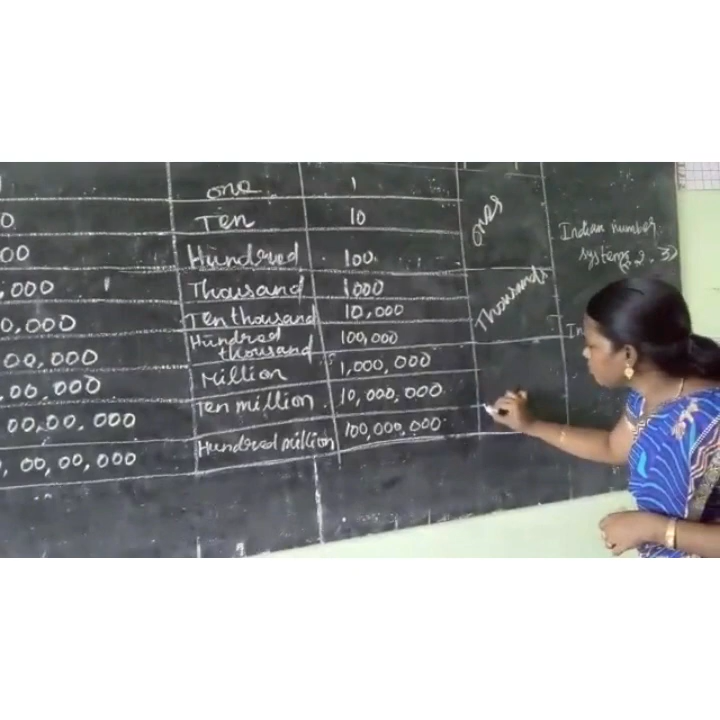 one 1
0 Ten 10
00 Hundred 100
,000 Thousand 1000
0,000 Ten thousand 10,000
00,000 Hundred thousand 100,000
,00,000 Million 1,000,000
00,00,000 Ten million 10,000,000
, 00,00,000 Hundred million 100,000,000
ones
Thousands
Indian number
system
In